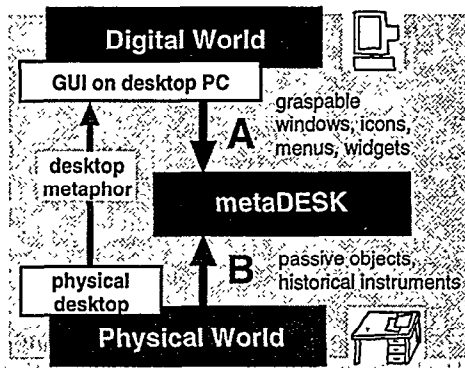 Digital World
GUI on desktop PC
A
graspable
windows, icons,
menus, widgets
desktop
metaphor
metaDESK
B
passive objects,
historical instruments
physical
desktop
Physical World